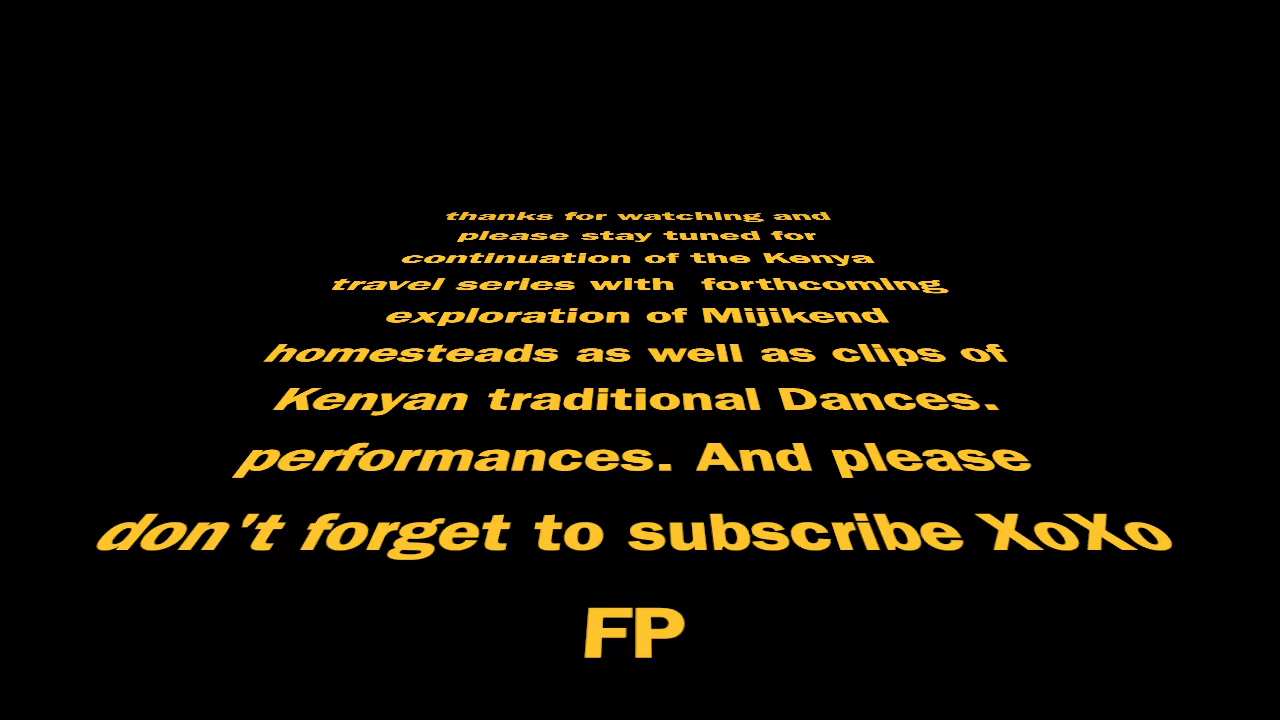 thanks for watching and
please stay tuned for
continuation of the Kenya
travel series with  forthcoming
exploration of Mijikend
homesteads as well as clips of
Kenyan traditional Dances.
performances. And please
don't forget to subscribe XoXo
FP